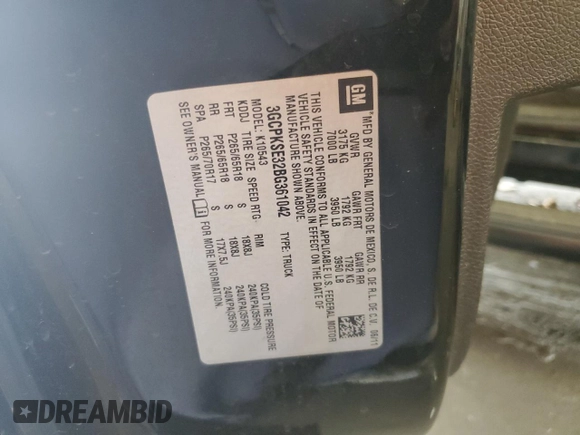 GM
MFD BY GENERAL MOTORS DE MEXICO, S. DE R.L. DE C.V. 06/11
GVWR GAWR FRT GAWR RR
3175 KG 1792 KG 1792 KG
7000 LB 3950 LB 3950 LB
THIS VEHICLE CONFORMS TO ALL APPLICABLE U.S. FEDERAL MOTOR
VEHICLE SAFETY STANDARDS IN EFFECT ON THE DATE OF
MANUFACTURE SHOWN ABOVE.
3GCPKSE32BG361042 TYPE: TRUCK
MODEL: K10543
KDDJ TIRE SIZE SPEED RTG RIM COLD TIRE PRESSURE
FRT P265/65R18 S 18X8J 240KPA(35PSI)
RR P265/65R18 S 18X8J 240KPA(35PSI)
SPA P265/70R17 S 17X7.5J 240KPA(35PSI)
SEE OWNER'S MANUAL FOR MORE INFORMATION.
DREAMBID